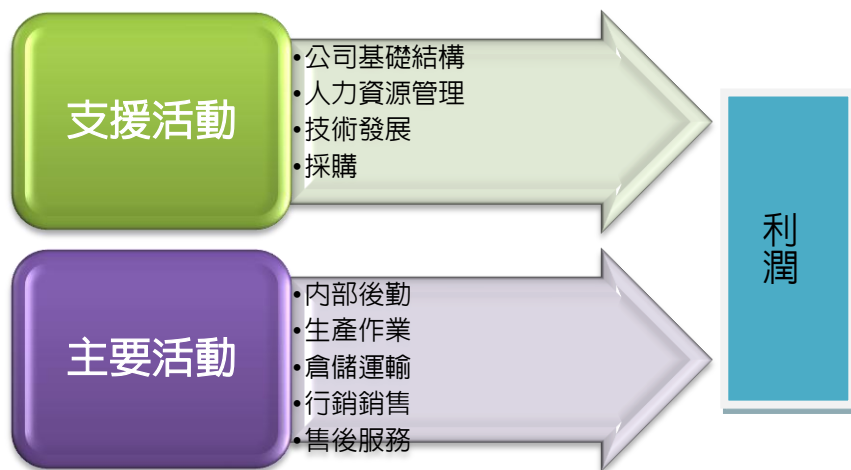 支援活動
•公司基礎結構
•人力資源管理
•技術發展
•採購
主要活動
•內部後勤
•生產作業
•倉儲運輸
•行銷銷售
•售後服務
利潤